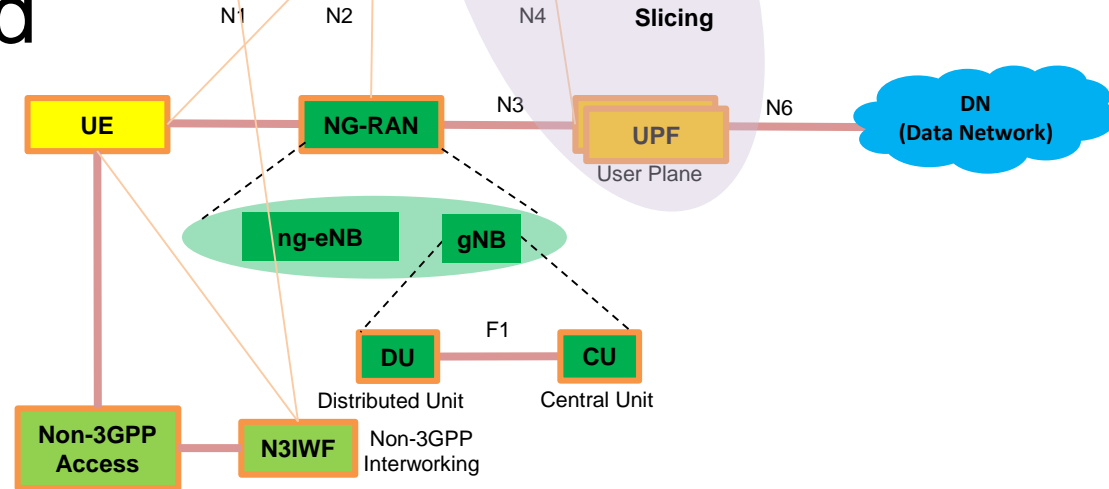 d
N1
N2
N4
Slicing
UE
NG-RAN
N3
UPF
User Plane
N6
DN
(Data Network)
ng-eNB
gNB
DU
F1
CU
Distributed Unit
Central Unit
Non-3GPP
Access
N3IWF
Non-3GPP
Interworking